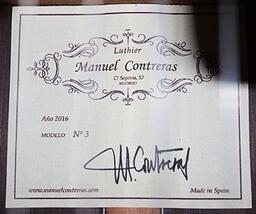 Luthier
Manuel Contreras
C/ Segovia, 57
MADRID
Año 2016
MODELO Nº 3
M. Contreras
www.manuelcontreras.com Made in Spain